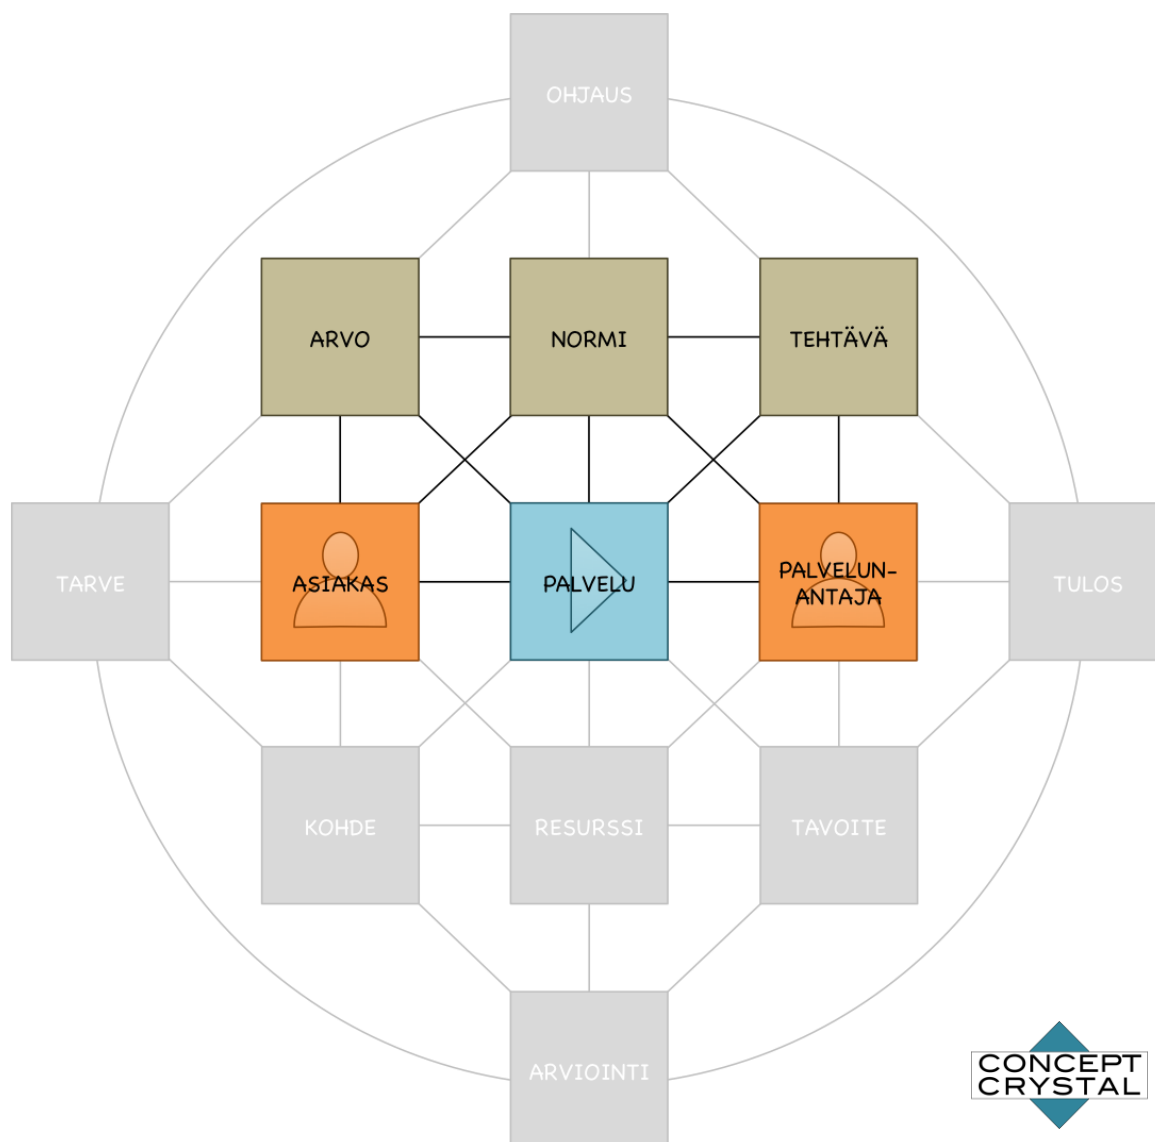 OHJAUS
ARVO
NORMI
TEHTÄVÄ
TARVE
ASIAKAS
PALVELU
PALVELUN-
ANTAJA
TULOS
KOHDE
RESURSSI
TAVOITE
ARVIOINTI
CONCEPT
CRYSTAL